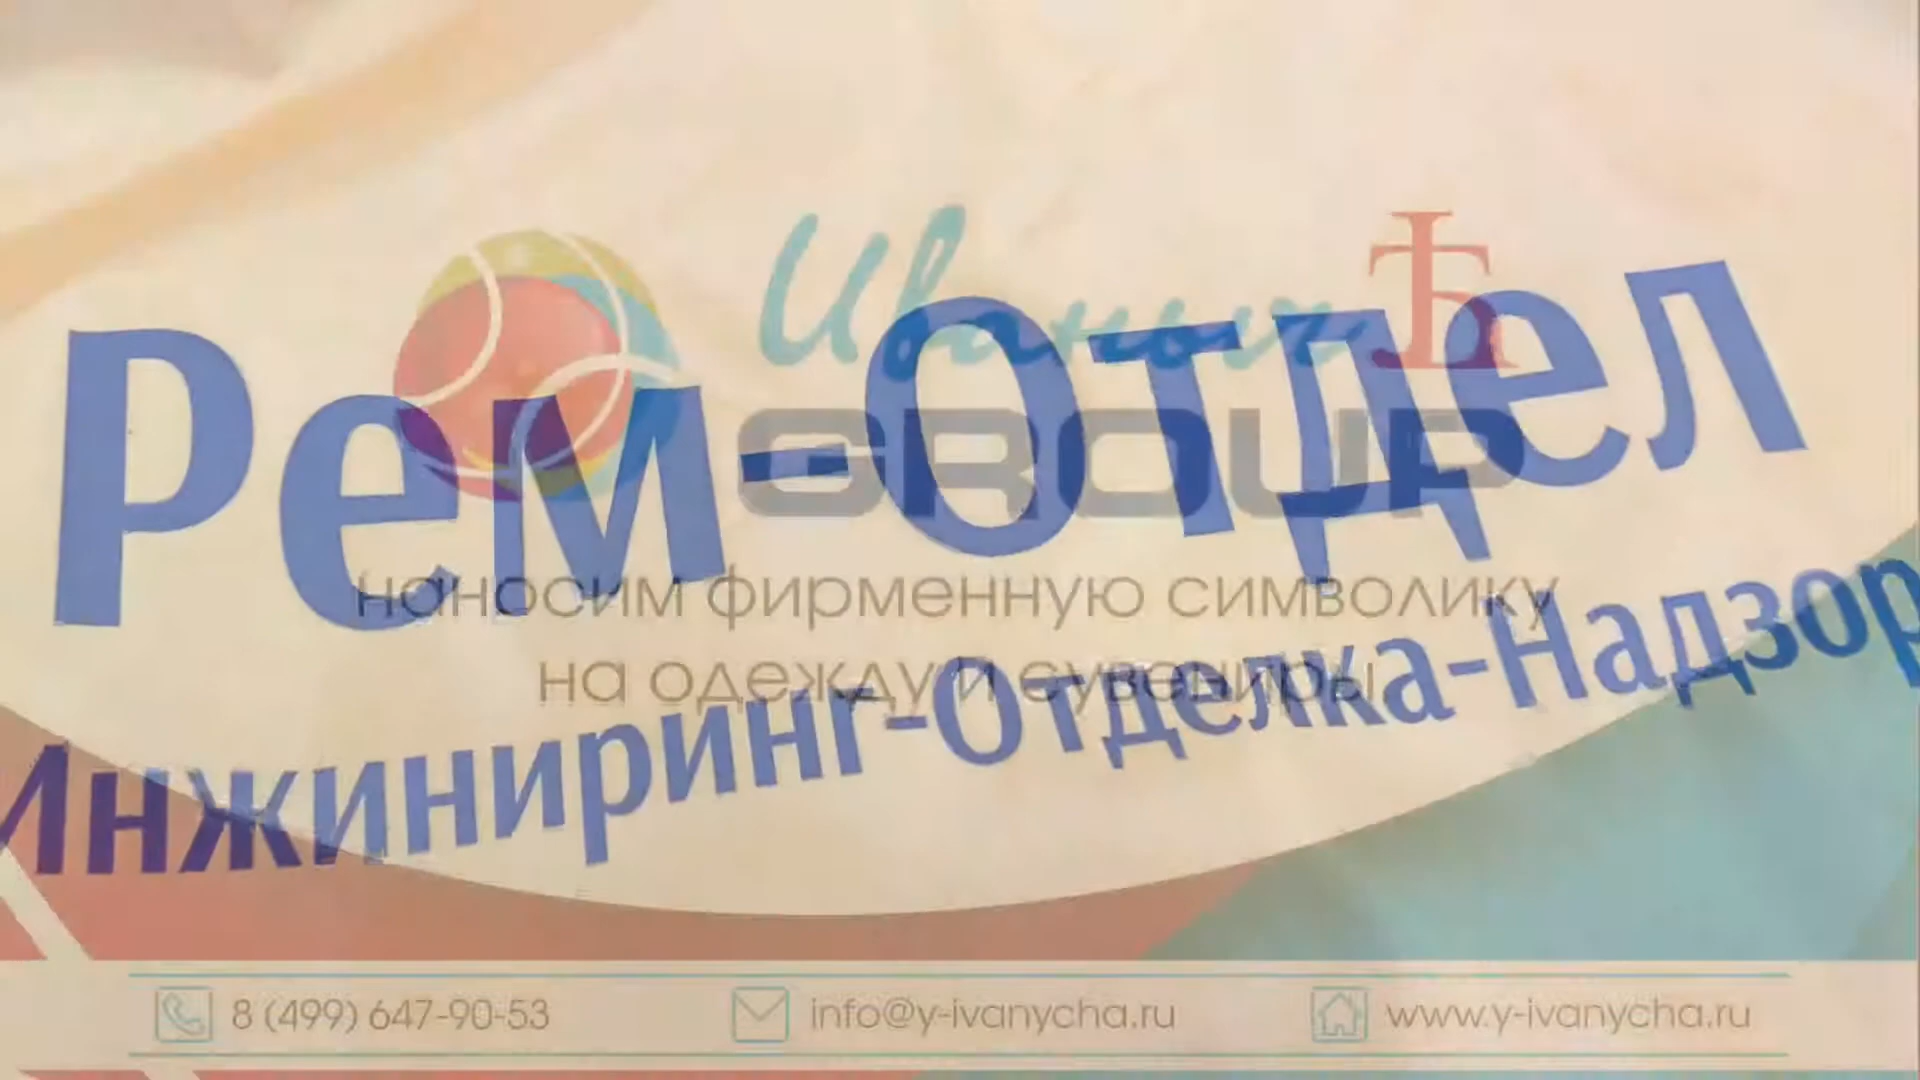 ИванычЪ
GROUP
Рем-Отдел
наносим фирменную символику
на одежду и сувениры
Инжиниринг-Отделка-Надзор
8 (499) 647-90-53
info@y-ivanycha.ru
www.y-ivanycha.ru